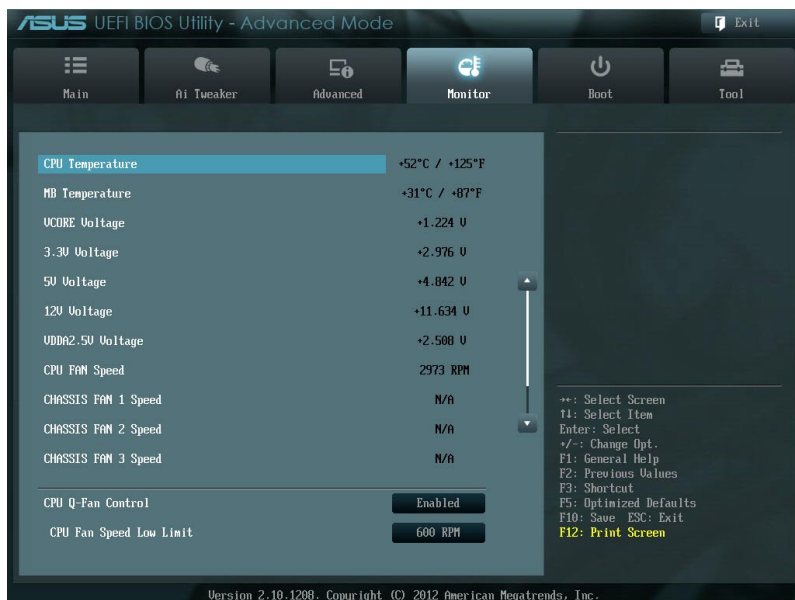 ASUS UEFI BIOS Utility - Advanced Mode
Exit
Main
Ai Tweaker
Advanced
Monitor
Boot
Tool
CPU Temperature +52°C / +125°F
MB Temperature +31°C / +87°F
VCORE Voltage +1.224 V
3.3V Voltage +2.976 V
5V Voltage +4.842 V
12V Voltage +11.634 V
VDDA2.5V Voltage +2.508 V
CPU FAN Speed 2973 RPM
CHASSIS FAN 1 Speed N/A
CHASSIS FAN 2 Speed N/A
CHASSIS FAN 3 Speed N/A
CPU Q-Fan Control Enabled
CPU Fan Speed Low Limit 600 RPM
→←: Select Screen
↑↓: Select Item
Enter: Select
+/-: Change Opt.
F1: General Help
F2: Previous Values
F3: Shortcut
F5: Optimized Defaults
F10: Save ESC: Exit
F12: Print Screen
Version 2.10.1208. Copyright (C) 2012 American Megatrends, Inc.